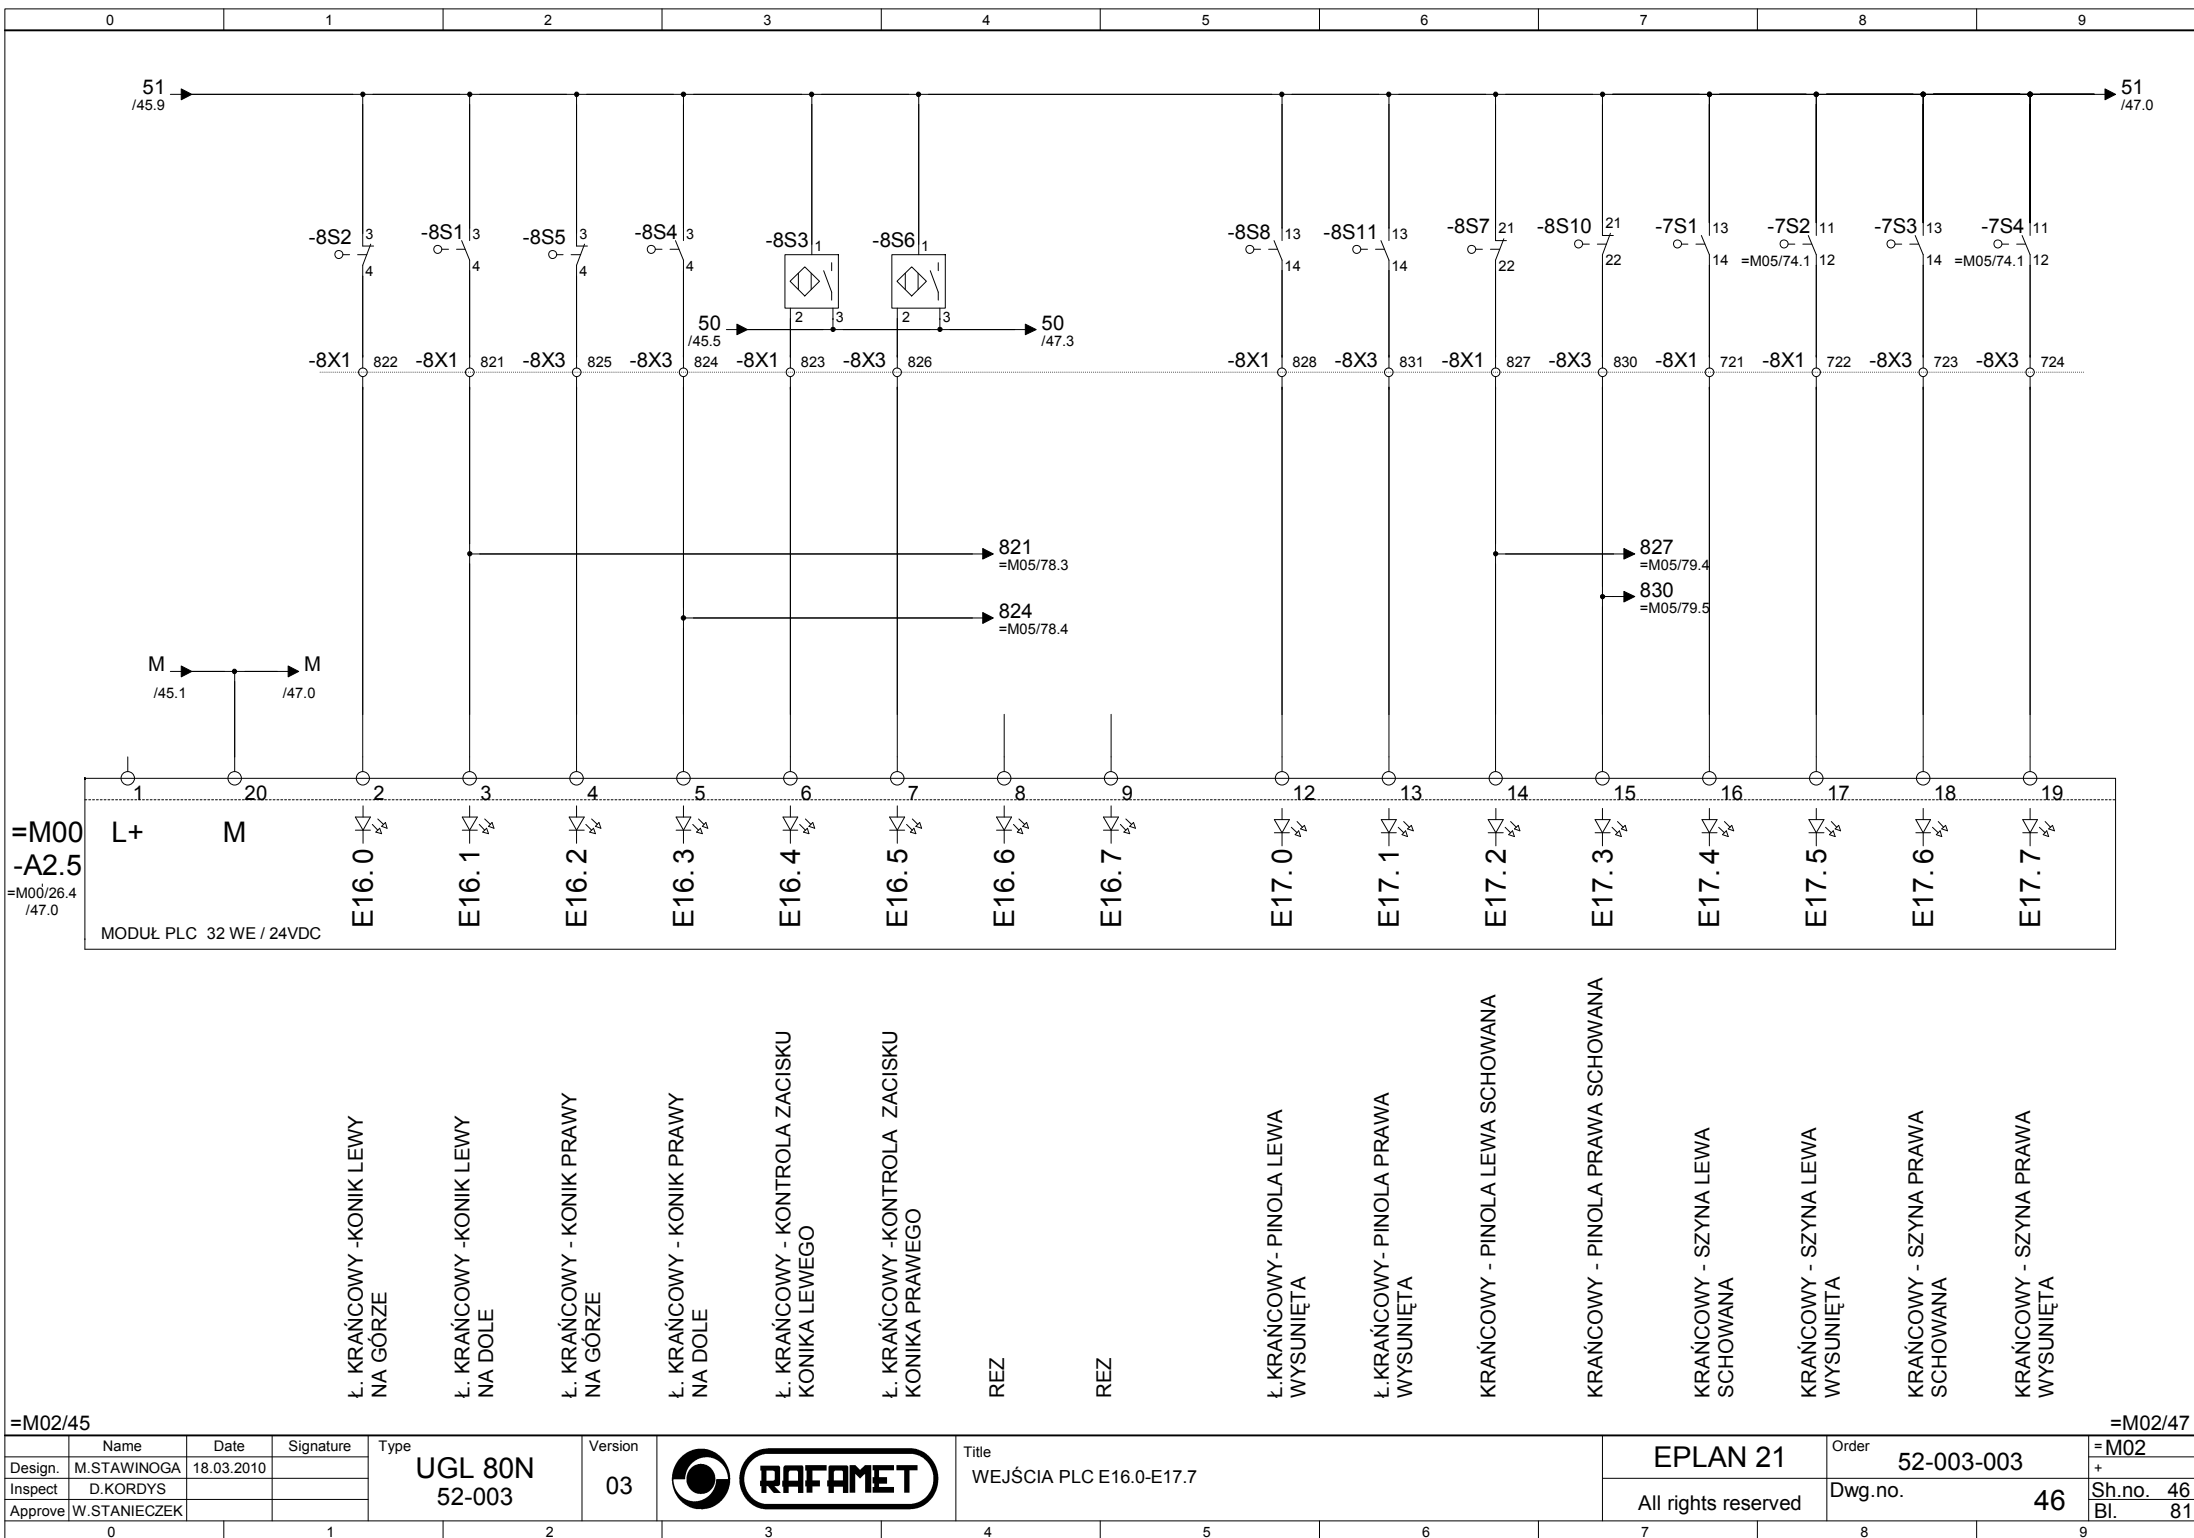 0 1 2 3 4 5 6 7 8 9
51
/45.9
51
/47.0
-8S2 3 4
-8S1 3 4
-8S5 3 4
-8S4 3 4
-8S3 1 2 3
-8S6 1 2 3
-8S8 13 14
-8S11 13 14
-8S7 21 22
-8S10 21 22
-7S1 13 14
-7S2 11 12
=M05/74.1
-7S3 13 14
-7S4 11 12
=M05/74.1
50
/45.5
50
/47.3
-8X1 822
-8X1 821
-8X3 825
-8X3 824
-8X1 823
-8X3 826
-8X1 828
-8X3 831
-8X1 827
-8X3 830
-8X1 721
-8X1 722
-8X3 723
-8X3 724
821
=M05/78.3
827
=M05/79.4
830
=M05/79.5
824
=M05/78.4
M
/45.1
M
/47.0
1 20 2 3 4 5 6 7 8 9 12 13 14 15 16 17 18 19
=M00
-A2.5
=M00/26.4
/47.0
L+ M
E16. 0
E16. 1
E16. 2
E16. 3
E16. 4
E16. 5
E16. 6
E16. 7
E17. 0
E17. 1
E17. 2
E17. 3
E17. 4
E17. 5
E17. 6
E17. 7
MODUŁ PLC 32 WE / 24VDC
Ł. KRAŃCOWY -KONIK LEWY
NA GÓRZE
Ł. KRAŃCOWY -KONIK LEWY
NA DOLE
Ł. KRAŃCOWY - KONIK PRAWY
NA GÓRZE
Ł. KRAŃCOWY - KONIK PRAWY
NA DOLE
Ł. KRAŃCOWY - KONTROLA ZACISKU
KONIKA LEWEGO
Ł. KRAŃCOWY -KONTROLA ZACISKU
KONIKA PRAWEGO
REZ
REZ
Ł.KRAŃCOWY - PINOLA LEWA
WYSUNIĘTA
Ł.KRAŃCOWY - PINOLA PRAWA
WYSUNIĘTA
KRAŃCOWY - PINOLA LEWA SCHOWANA
KRAŃCOWY - PINOLA PRAWA SCHOWANA
KRAŃCOWY - SZYNA LEWA
SCHOWANA
KRAŃCOWY - SZYNA LEWA
WYSUNIĘTA
KRAŃCOWY - SZYNA PRAWA
SCHOWANA
KRAŃCOWY - SZYNA PRAWA
WYSUNIĘTA
=M02/45
=M02/47
Name Date Signature
Design. M.STAWINOGA 18.03.2010
Inspect D.KORDYS
Approve W.STANIECZEK
Type
UGL 80N
52-003
Version
03
RAFAMET
Title
WEJŚCIA PLC E16.0-E17.7
EPLAN 21
All rights reserved
Order
52-003-003
Dwg.no.
46
= M02
+
Sh.no. 46
Bl. 81
0 1 2 3 4 5 6 7 8 9